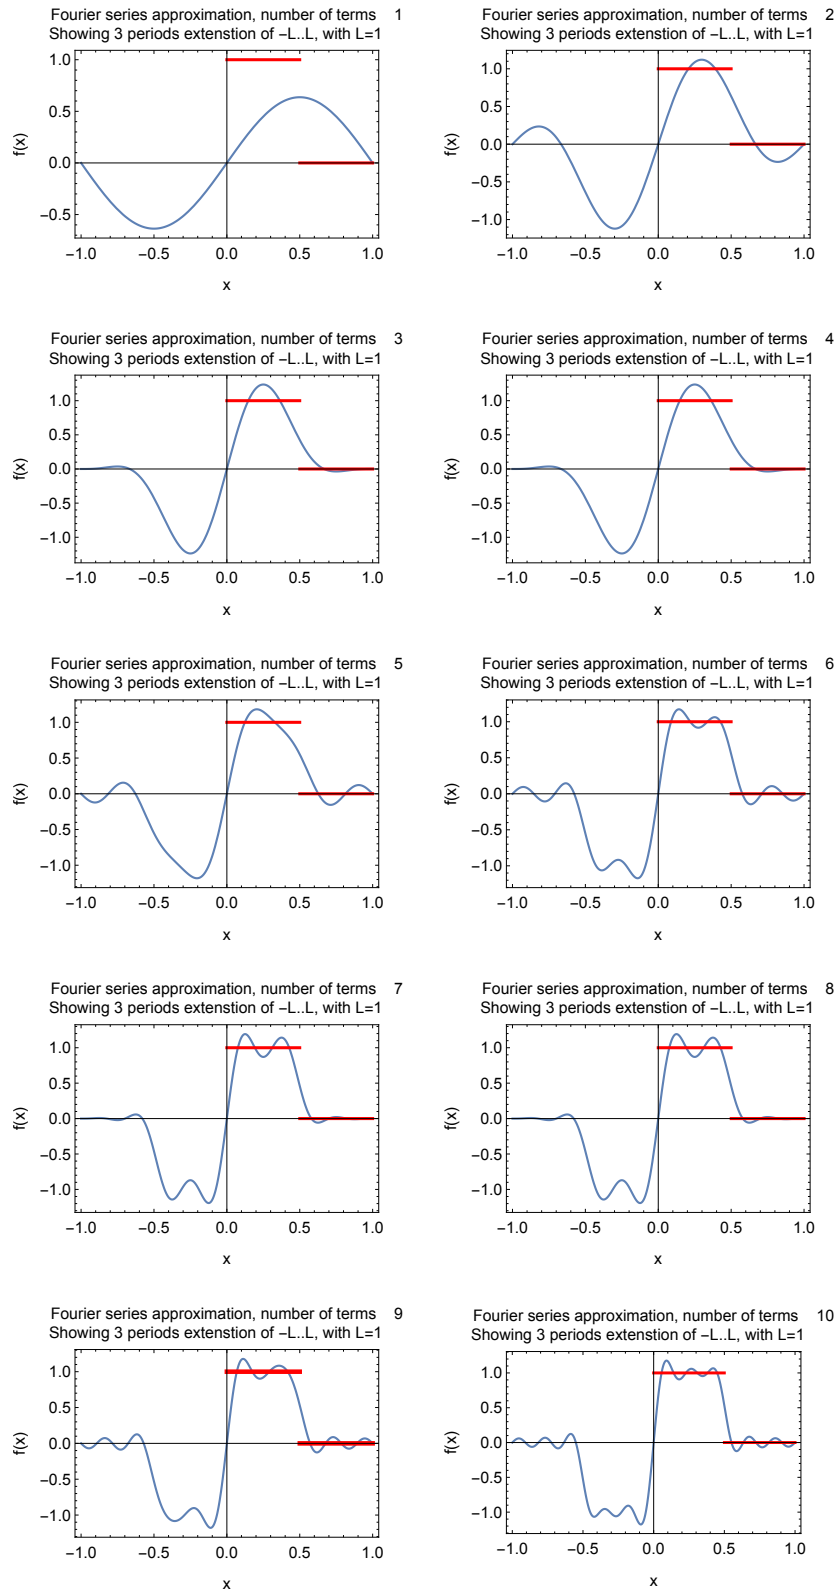 Fourier series approximation, number of terms 1
Showing 3 periods extenstion of −L..L, with L=1
1.0
0.5
0.0
−0.5
f(x)
−1.0 −0.5 0.0 0.5 1.0
x
Fourier series approximation, number of terms 2
Showing 3 periods extenstion of −L..L, with L=1
1.0
0.5
0.0
−0.5
−1.0
f(x)
−1.0 −0.5 0.0 0.5 1.0
x
Fourier series approximation, number of terms 3
Showing 3 periods extenstion of −L..L, with L=1
1.0
0.5
0.0
−0.5
−1.0
f(x)
−1.0 −0.5 0.0 0.5 1.0
x
Fourier series approximation, number of terms 4
Showing 3 periods extenstion of −L..L, with L=1
1.0
0.5
0.0
−0.5
−1.0
f(x)
−1.0 −0.5 0.0 0.5 1.0
x
Fourier series approximation, number of terms 5
Showing 3 periods extenstion of −L..L, with L=1
1.0
0.5
0.0
−0.5
−1.0
f(x)
−1.0 −0.5 0.0 0.5 1.0
x
Fourier series approximation, number of terms 6
Showing 3 periods extenstion of −L..L, with L=1
1.0
0.5
0.0
−0.5
−1.0
f(x)
−1.0 −0.5 0.0 0.5 1.0
x
Fourier series approximation, number of terms 7
Showing 3 periods extenstion of −L..L, with L=1
1.0
0.5
0.0
−0.5
−1.0
f(x)
−1.0 −0.5 0.0 0.5 1.0
x
Fourier series approximation, number of terms 8
Showing 3 periods extenstion of −L..L, with L=1
1.0
0.5
0.0
−0.5
−1.0
f(x)
−1.0 −0.5 0.0 0.5 1.0
x
Fourier series approximation, number of terms 9
Showing 3 periods extenstion of −L..L, with L=1
1.0
0.5
0.0
−0.5
−1.0
f(x)
−1.0 −0.5 0.0 0.5 1.0
x
Fourier series approximation, number of terms 10
Showing 3 periods extenstion of −L..L, with L=1
1.0
0.5
0.0
−0.5
−1.0
f(x)
−1.0 −0.5 0.0 0.5 1.0
x